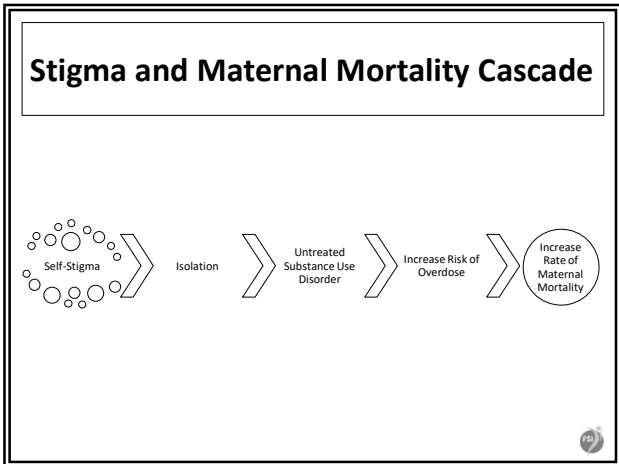 Stigma and Maternal Mortality Cascade
Self-Stigma
Isolation
Untreated
Substance Use
Disorder
Increase Risk of
Overdose
Increase
Rate of
Maternal
Mortality
PSI